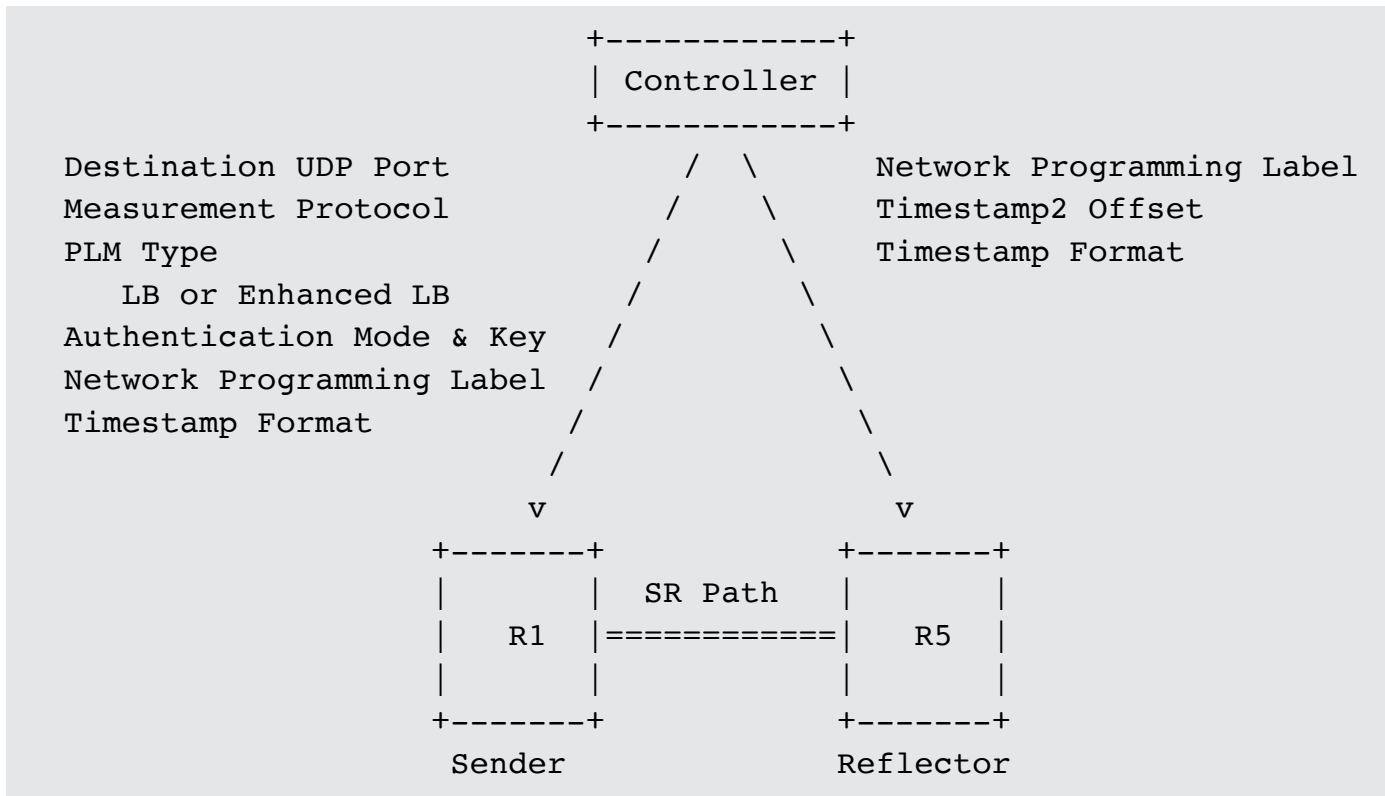 +------------+
| Controller |
+------------+
Destination UDP Port / \ Network Programming Label
Measurement Protocol / \ Timestamp2 Offset
PLM Type / \ Timestamp Format
LB or Enhanced LB / \
Authentication Mode & Key / \
Network Programming Label / \
Timestamp Format / \
/ \
v v
+-------+ +-------+
| | SR Path | |
| R1 |============| R5 |
| | | |
+-------+ +-------+
Sender Reflector